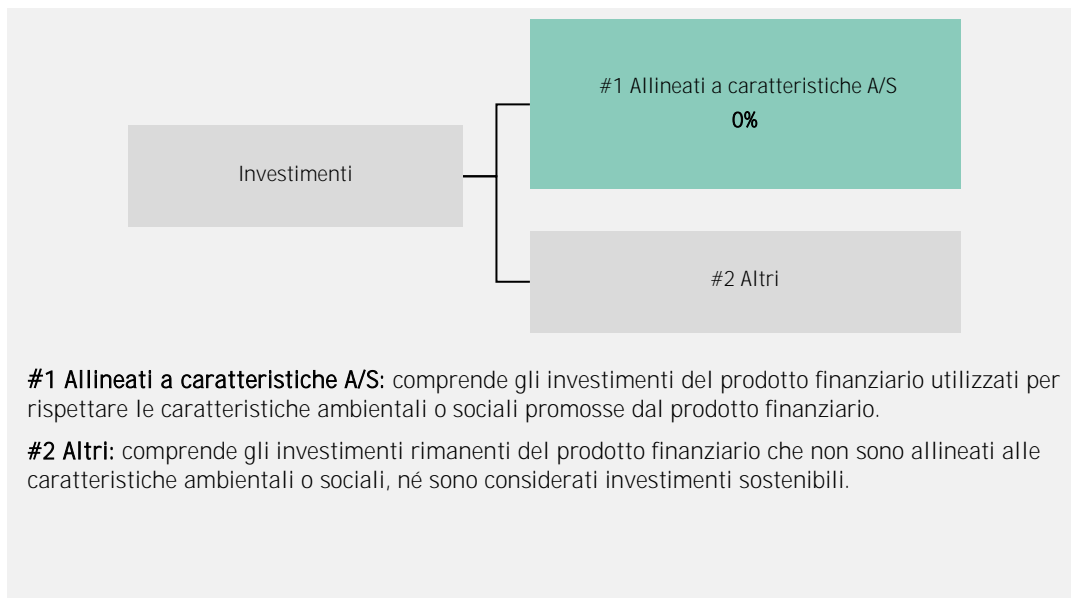 #1 Allineati a caratteristiche A/S
0%
Investimenti
#2 Altri
#1 Allineati a caratteristiche A/S: comprende gli investimenti del prodotto finanziario utilizzati per
rispettare le caratteristiche ambientali o sociali promosse dal prodotto finanziario.
#2 Altri: comprende gli investimenti rimanenti del prodotto finanziario che non sono allineati alle
caratteristiche ambientali o sociali, né sono considerati investimenti sostenibili.